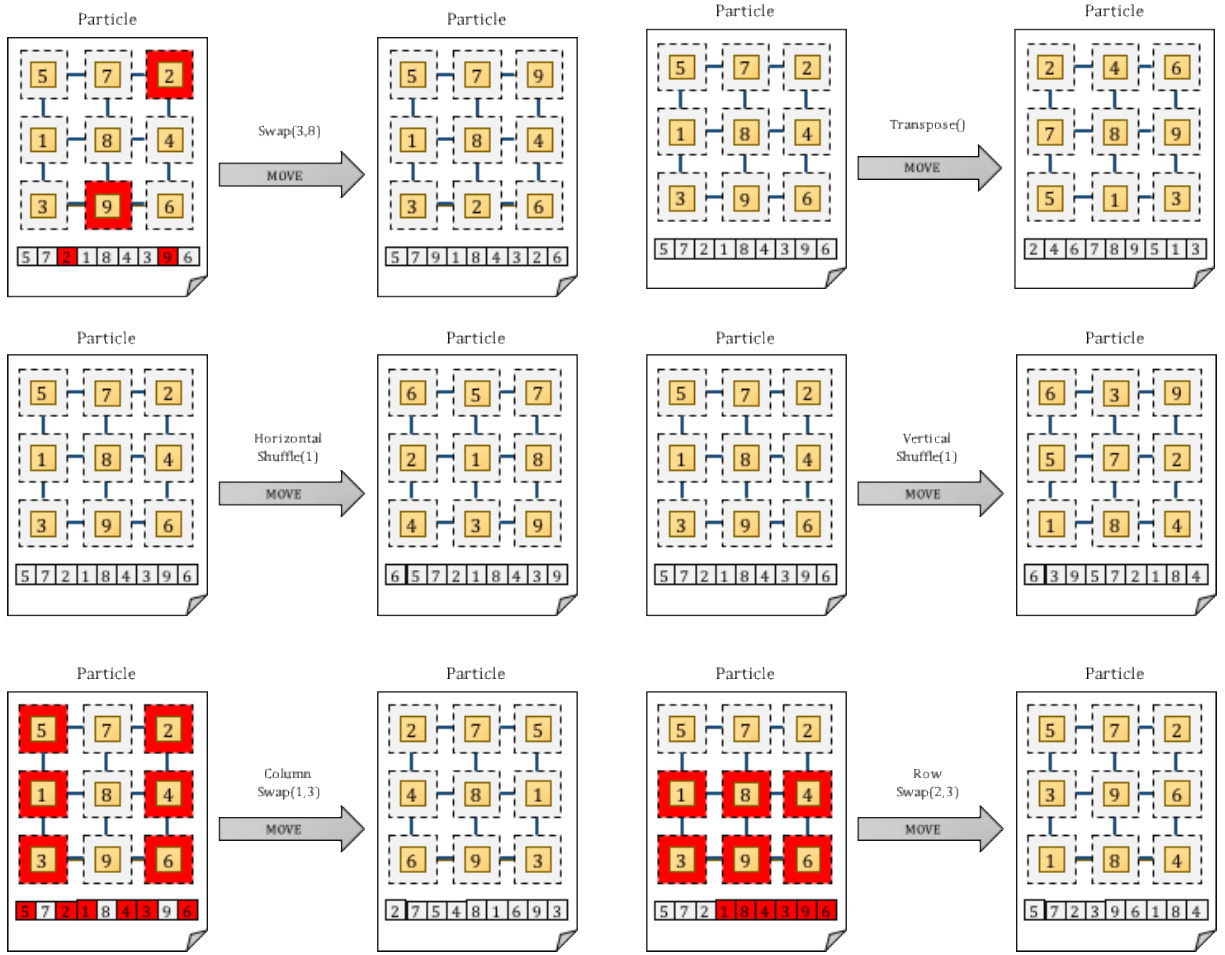 Particle
5 7 2
1 8 4
3 9 6
5 7 2 1 8 4 3 9 6
Swap(3,8)
MOVE
Particle
5 7 9
1 8 4
3 2 6
5 7 9 1 8 4 3 2 6
Particle
5 7 2
1 8 4
3 9 6
5 7 2 1 8 4 3 9 6
Transpose()
MOVE
Particle
2 4 6
7 8 9
5 1 3
2 4 6 7 8 9 5 1 3
Particle
5 7 2
1 8 4
3 9 6
5 7 2 1 8 4 3 9 6
Horizontal
Shuffle(1)
MOVE
Particle
6 5 7
2 1 8
4 3 9
6 5 7 2 1 8 4 3 9
Particle
5 7 2
1 8 4
3 9 6
5 7 2 1 8 4 3 9 6
Vertical
Shuffle(1)
MOVE
Particle
6 3 9
5 7 2
1 8 4
6 3 9 5 7 2 1 8 4
Particle
5 7 2
1 8 4
3 9 6
5 7 2 1 8 4 3 9 6
Column
Swap(1,3)
MOVE
Particle
2 7 5
4 8 1
6 9 3
2 7 5 4 8 1 6 9 3
Particle
5 7 2
1 8 4
3 9 6
5 7 2 1 8 4 3 9 6
Row
Swap(2,3)
MOVE
Particle
5 7 2
3 9 6
1 8 4
5 7 2 3 9 6 1 8 4